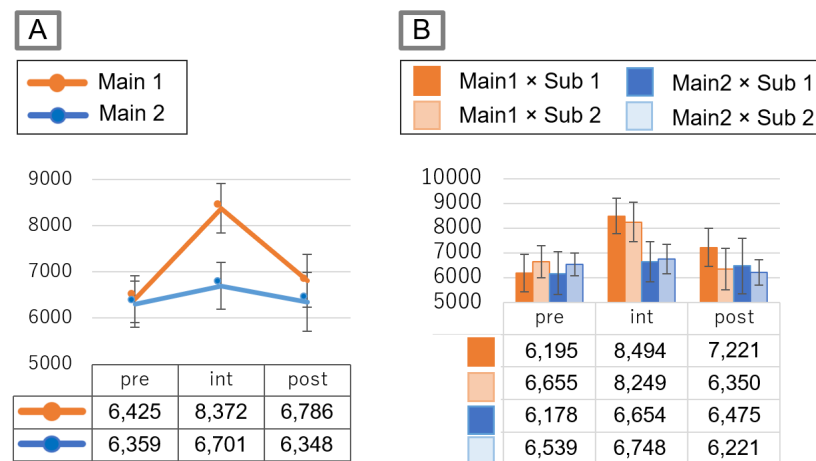 A
Main 1
Main 2
9000
8000
7000
6000
5000
pre int post
6,425 8,372 6,786
6,359 6,701 6,348
B
Main1 × Sub 1 Main2 × Sub 1
Main1 × Sub 2 Main2 × Sub 2
10000
9000
8000
7000
6000
5000
pre int post
6,195 8,494 7,221
6,655 8,249 6,350
6,178 6,654 6,475
6,539 6,748 6,221